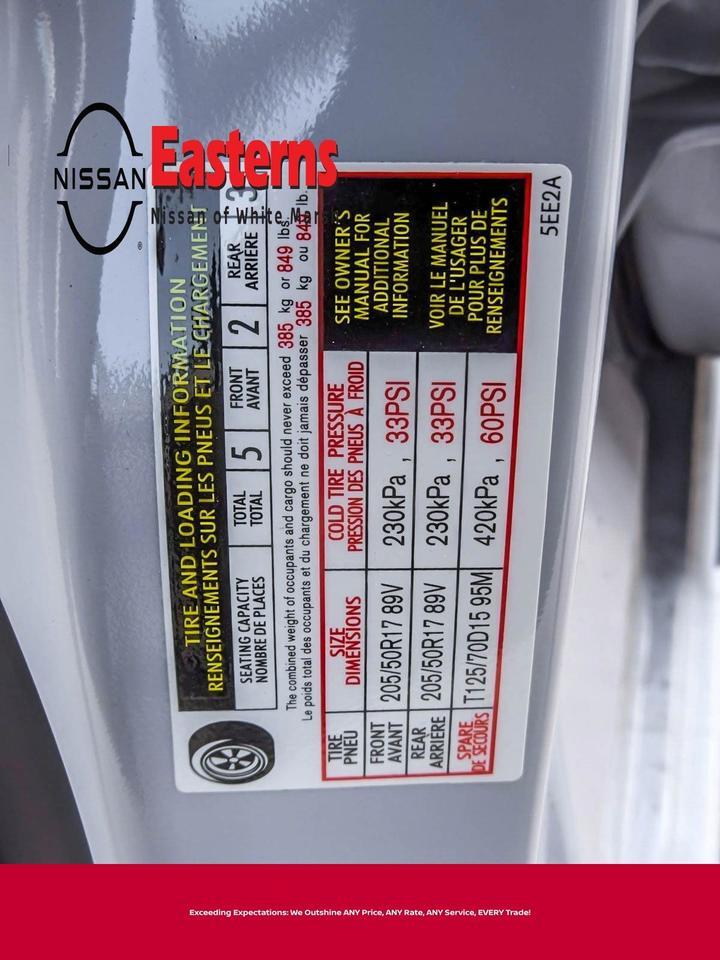 NISSAN
®
Easterns
Nissan of White Marsh
TIRE AND LOADING INFORMATION
RENSEIGNEMENTS SUR LES PNEUS ET LE CHARGEMENT
SEATING CAPACITY
NOMBRE DE PLACES
TOTAL
TOTAL
5
FRONT
AVANT
2
REAR
ARRIERE
3
The combined weight of occupants and cargo should never exceed 385 kg or 849 lbs.
Le poids total des occupants et du chargement ne doit jamais dépasser 385 kg ou 849 lb.
TIRE
PNEU
SIZE
DIMENSIONS
COLD TIRE PRESSURE
PRESSION DES PNEUS À FROID
FRONT
AVANT
205/50R17 89V
230kPa , 33PSI
REAR
ARRIÈRE
205/50R17 89V
230kPa , 33PSI
SPARE
DE SECOURS
T125/70D15 95M
420kPa , 60PSI
SEE OWNER'S
MANUAL FOR
ADDITIONAL
INFORMATION
VOIR LE MANUEL
DE L'USAGER
POUR PLUS DE
RENSEIGNEMENTS
5EE2A
Exceeding Expectations: We Outshine ANY Price, ANY Rate, ANY Service, EVERY Trade!